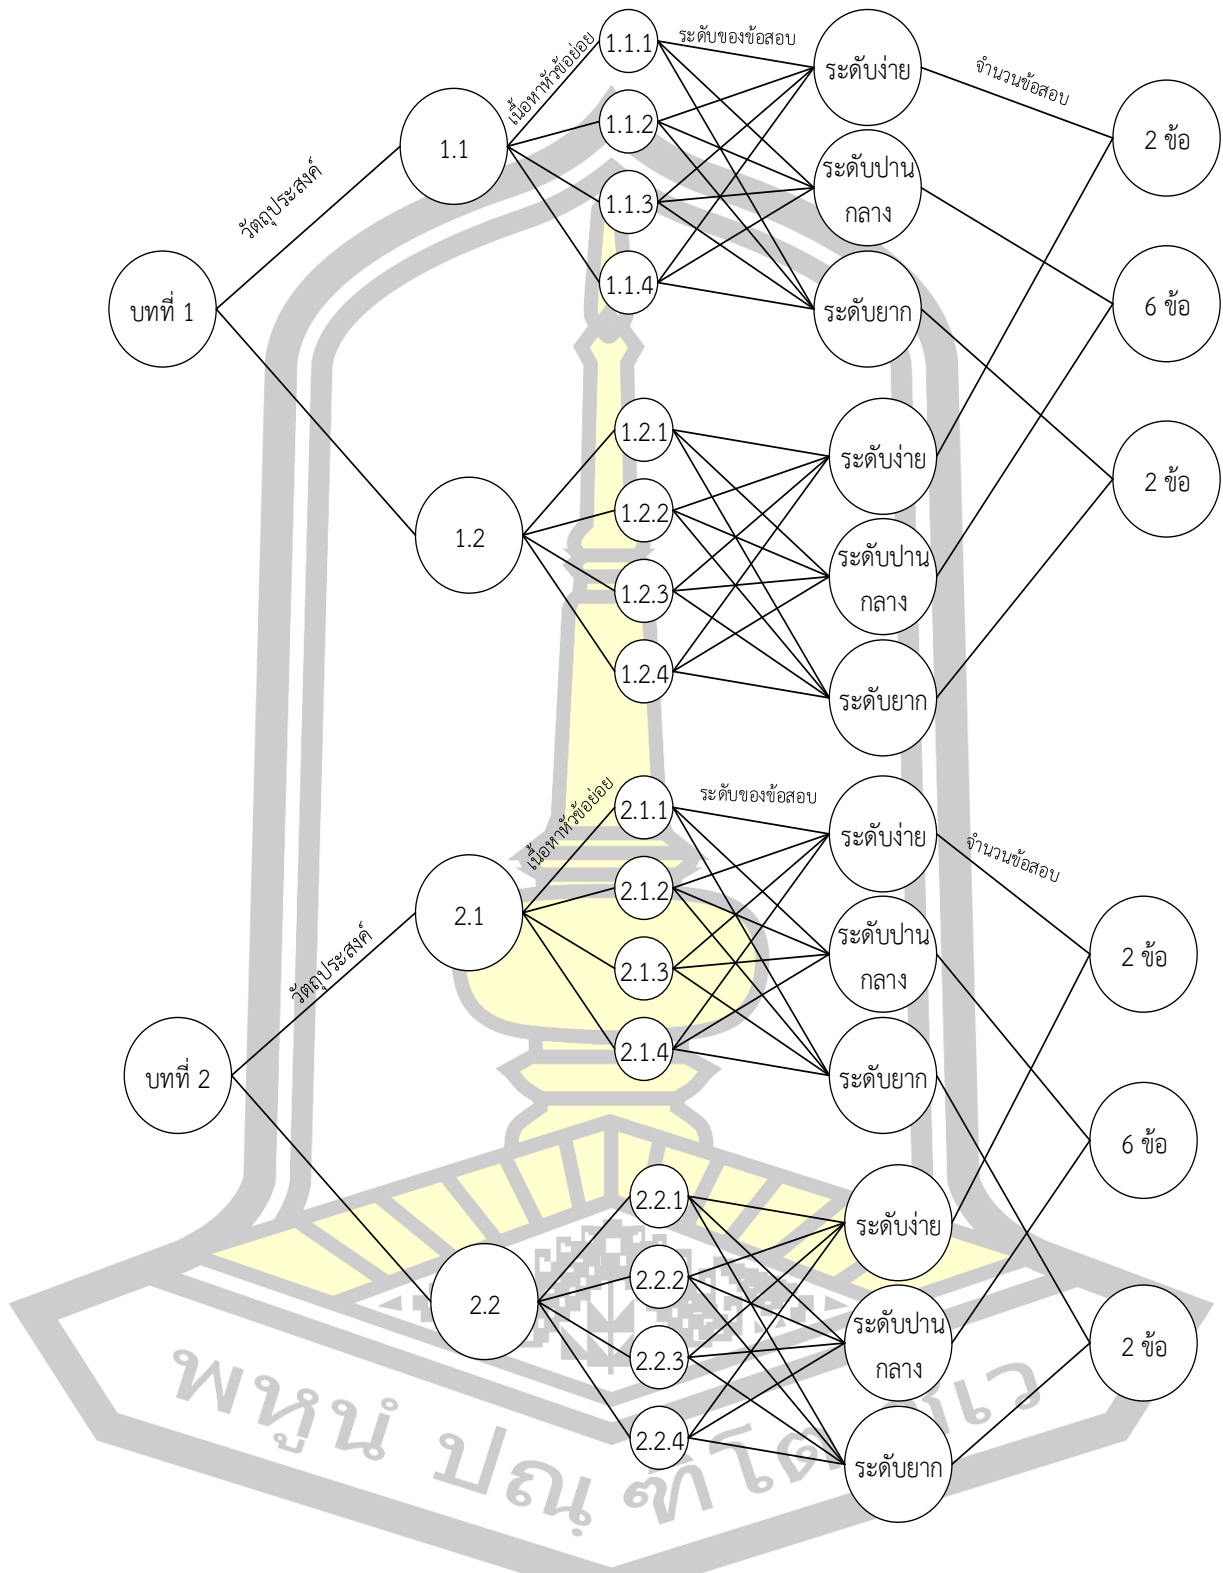 ระดับของข้อสอบ
เนื้อหาหัวข้อย่อย
1.1.1
ระดับง่าย
จำนวนข้อสอบ
1.1
1.1.2
2 ข้อ
วัตถุประสงค์
ระดับปาน
กลาง
1.1.3
บทที่ 1
1.1.4
ระดับยาก
6 ข้อ
1.2.1
ระดับง่าย
2 ข้อ
1.2
1.2.2
ระดับปาน
กลาง
1.2.3
1.2.4
ระดับยาก
เนื้อหาหัวข้อย่อย
2.1.1
ระดับของข้อสอบ
ระดับง่าย
จำนวนข้อสอบ
2.1
2.1.2
วัตถุประสงค์
ระดับปาน
กลาง
2 ข้อ
2.1.3
บทที่ 2
2.1.4
ระดับยาก
6 ข้อ
2.2.1
ระดับง่าย
2.2
2.2.2
ระดับปาน
กลาง
2.2.3
2 ข้อ
2.2.4
ระดับยาก
พหูนํ ปณฺฑิโต ชีเว